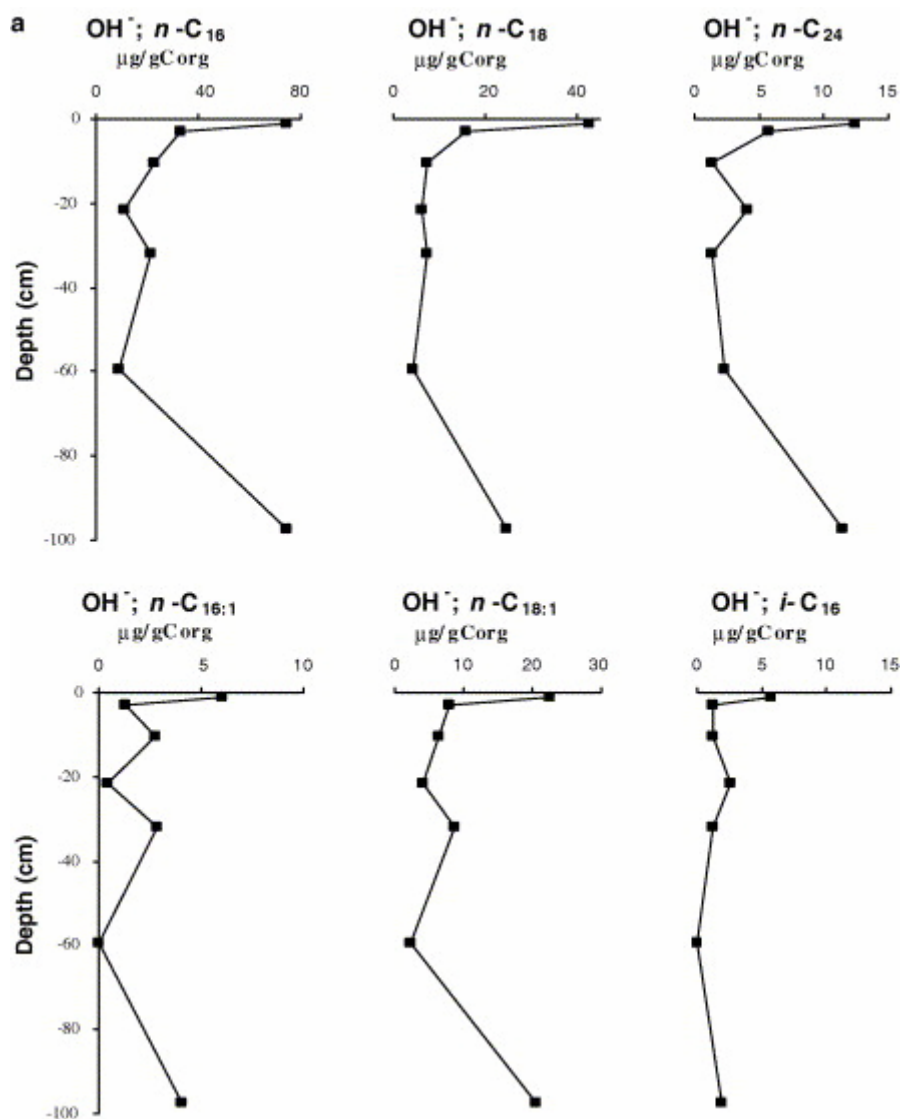 a
OH⁻; n-C₁₆ OH⁻; n-C₁₈ OH⁻; n-C₂₄
µg/gCorg µg/gCorg µg/gCorg
0 40 80 0 20 40 0 5 10 15
0
-20
-40
-60
-80
-100
Depth (cm)
OH⁻; n-C₁₆:₁ OH⁻; n-C₁₈:₁ OH⁻; i-C₁₆
µg/gCorg µg/gCorg µg/gCorg
0 5 10 0 10 20 30 0 5 10 15
0
-20
-40
-60
-80
-100
Depth (cm)